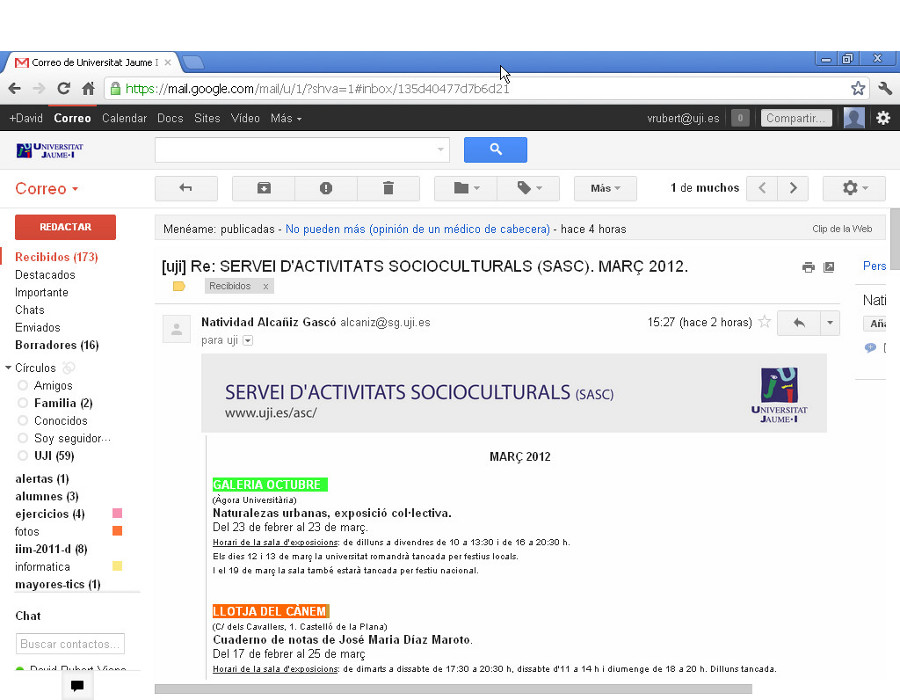 Correo de Universitat Jaume I
https://mail.google.com/mail/u/1/?shva=1#inbox/135d40477d7b6d21
+David Correo Calendar Docs Sites Vídeo Más
vrubert@uji.es 0 Compartir...
UNIVERSITAT JAUME·I
Correo
Más
1 de muchos
REDACTAR
Menéame: publicadas - No pueden más (opinión de un médico de cabecera) - hace 4 horas
Clip de la Web
Recibidos (173)
Destacados
Importante
Chats
Enviados
Borradores (16)
Círculos
Amigos
Familia (2)
Conocidos
Soy seguidor...
UJI (59)
alertas (1)
alumnes (3)
ejercicios (4)
fotos
iim-2011-d (8)
informatica
mayores-tics (1)
Chat
Buscar contactos...
[uji] Re: SERVEI D'ACTIVITATS SOCIOCULTURALS (SASC). MARÇ 2012.
Recibidos x
Natividad Alcañiz Gascó alcaniz@sg.uji.es
15:27 (hace 2 horas)
para uji
SERVEI D'ACTIVITATS SOCIOCULTURALS (SASC)
www.uji.es/asc/
UNIVERSITAT
JAUME·I
MARÇ 2012
GALERIA OCTUBRE
(Àgora Universitària)
Naturalezas urbanas, exposició col·lectiva.
Del 23 de febrer al 23 de març.
Horari de la sala d'exposicions: de dilluns a divendres de 10 a 13:30 h i de 16 a 20:30 h.
Els dies 12 i 13 de març la universitat romandrà tancada per festius locals.
I el 19 de març la sala també estarà tancada per festiu nacional.
LLOTJA DEL CÀNEM
(C/ dels Cavallers, 1. Castelló de la Plana)
Cuaderno de notas de José Maria Díaz Maroto.
Del 17 de febrer al 25 de març
Horari de la sala d'exposicions: de dimarts a dissabte de 17:30 a 20:30 h, dissabte d'11 a 14 h i diumenge de 18 a 20 h. Dilluns tancada.
Pers
Nati
Aña